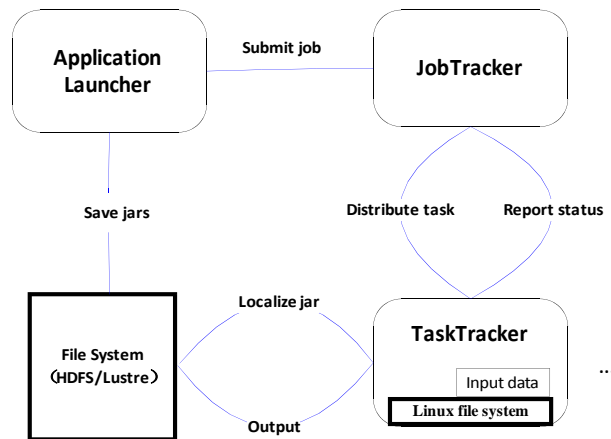 Application
Launcher
Submit job
JobTracker
Save jars
Distribute task
Report status
File System
（HDFS/Lustre）
Localize jar
Output
TaskTracker
Input data
Linux file system
..